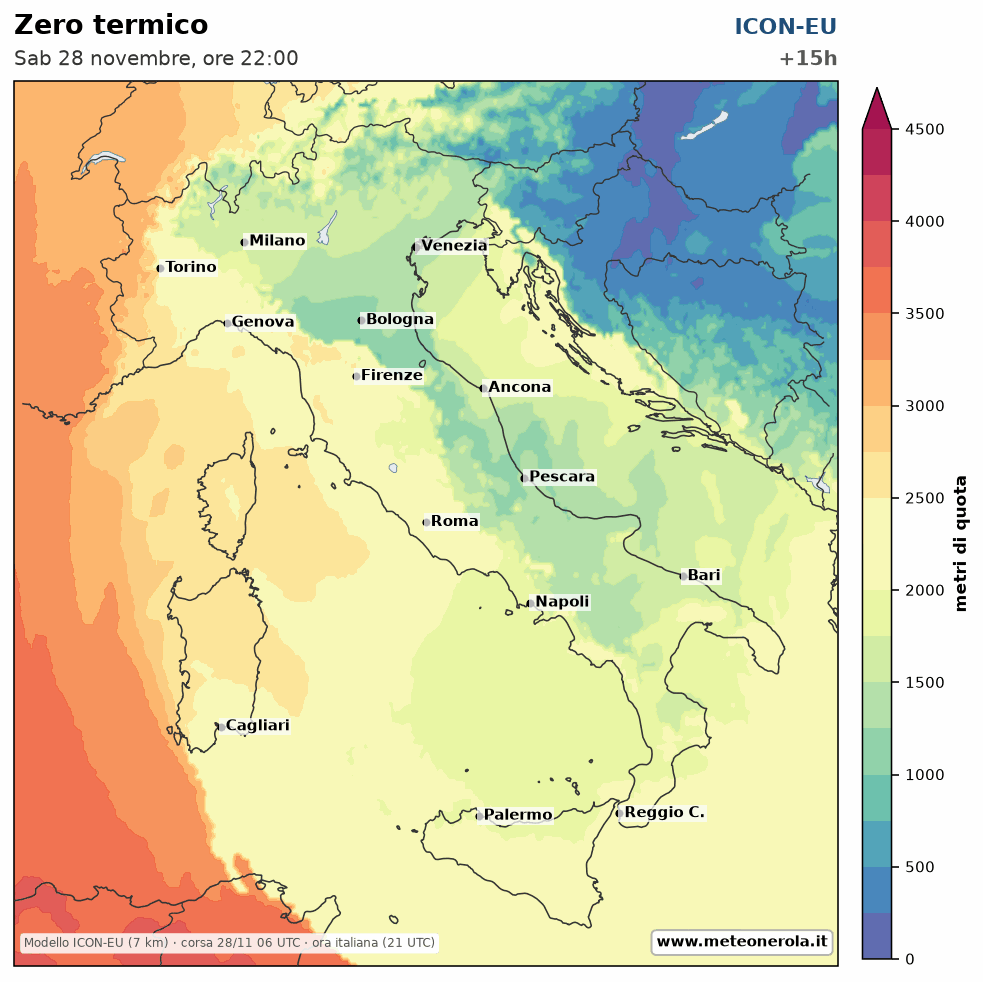 Zero termico
ICON-EU
Sab 28 novembre, ore 22:00
+15h
Milano
Venezia
Torino
Genova
Bologna
Firenze
Ancona
Pescara
Roma
Bari
Napoli
Cagliari
Palermo
Reggio C.
Modello ICON-EU (7 km) · corsa 28/11 06 UTC · ora italiana (21 UTC)
www.meteonerola.it
4500
4000
3500
3000
2500
2000
1500
1000
500
0
metri di quota